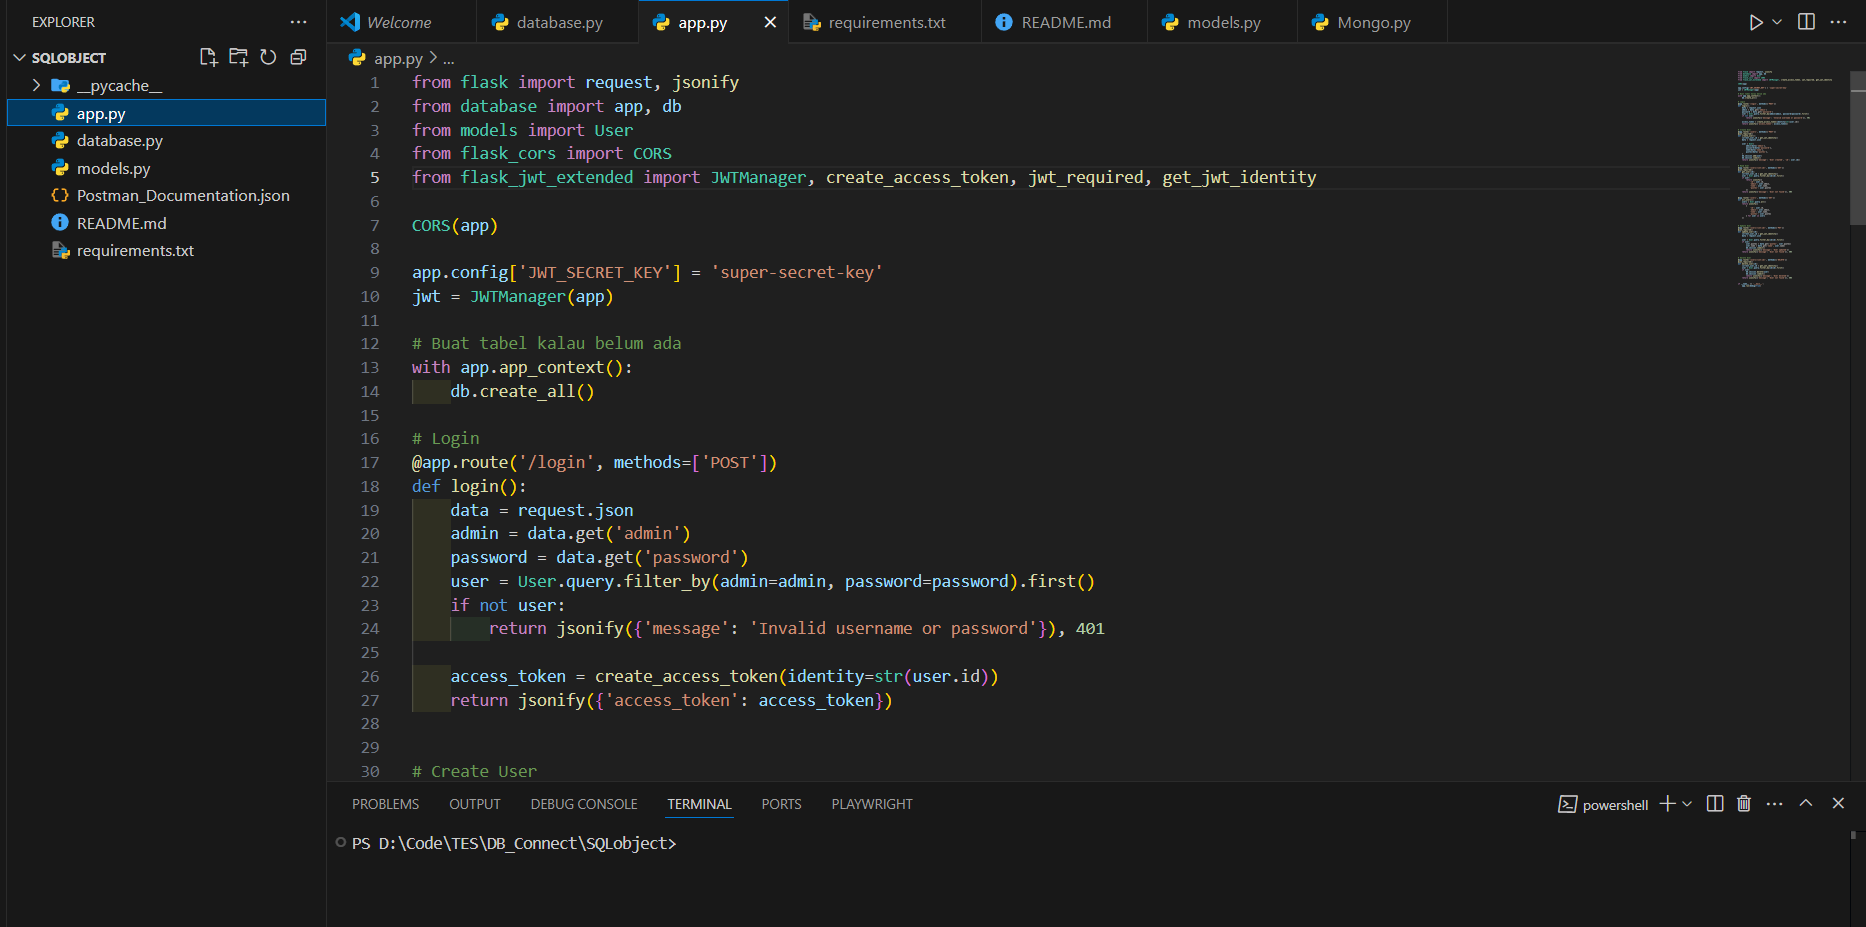 EXPLORER
SQLOBJECT
__pycache__
app.py
database.py
models.py
{} Postman_Documentation.json
README.md
requirements.txt
Welcome
database.py
app.py
requirements.txt
README.md
models.py
Mongo.py
app.py > ...
1 from flask import request, jsonify
2 from database import app, db
3 from models import User
4 from flask_cors import CORS
5 from flask_jwt_extended import JWTManager, create_access_token, jwt_required, get_jwt_identity
6
7 CORS(app)
8
9 app.config['JWT_SECRET_KEY'] = 'super-secret-key'
10 jwt = JWTManager(app)
11
12 # Buat tabel kalau belum ada
13 with app.app_context():
14     db.create_all()
15
16 # Login
17 @app.route('/login', methods=['POST'])
18 def login():
19     data = request.json
20     admin = data.get('admin')
21     password = data.get('password')
22     user = User.query.filter_by(admin=admin, password=password).first()
23     if not user:
24         return jsonify({'message': 'Invalid username or password'}), 401
25
26     access_token = create_access_token(identity=str(user.id))
27     return jsonify({'access_token': access_token})
28
29
30 # Create User
PROBLEMS OUTPUT DEBUG CONSOLE TERMINAL PORTS PLAYWRIGHT
powershell
PS D:\Code\TES\DB_Connect\SQLobject>